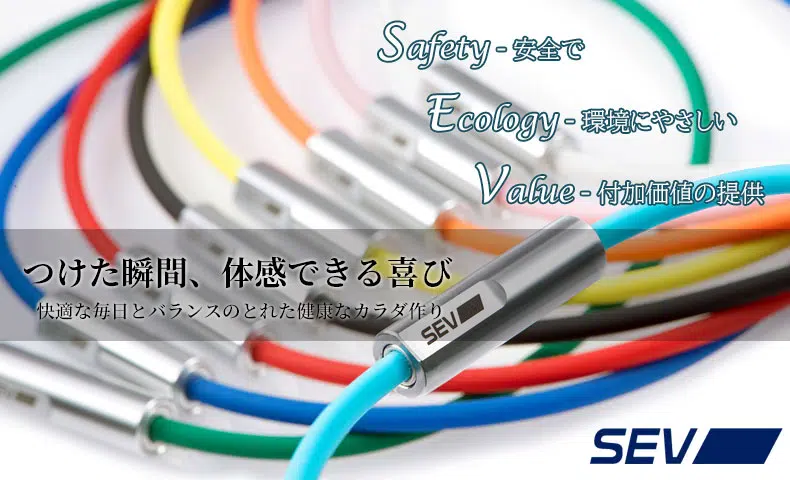 Safety - 安全で
Ecology - 環境にやさしい
Value - 付加価値の提供
つけた瞬間、体感できる喜び
快適な毎日とバランスのとれた健康なカラダ作り
SEV
SEV